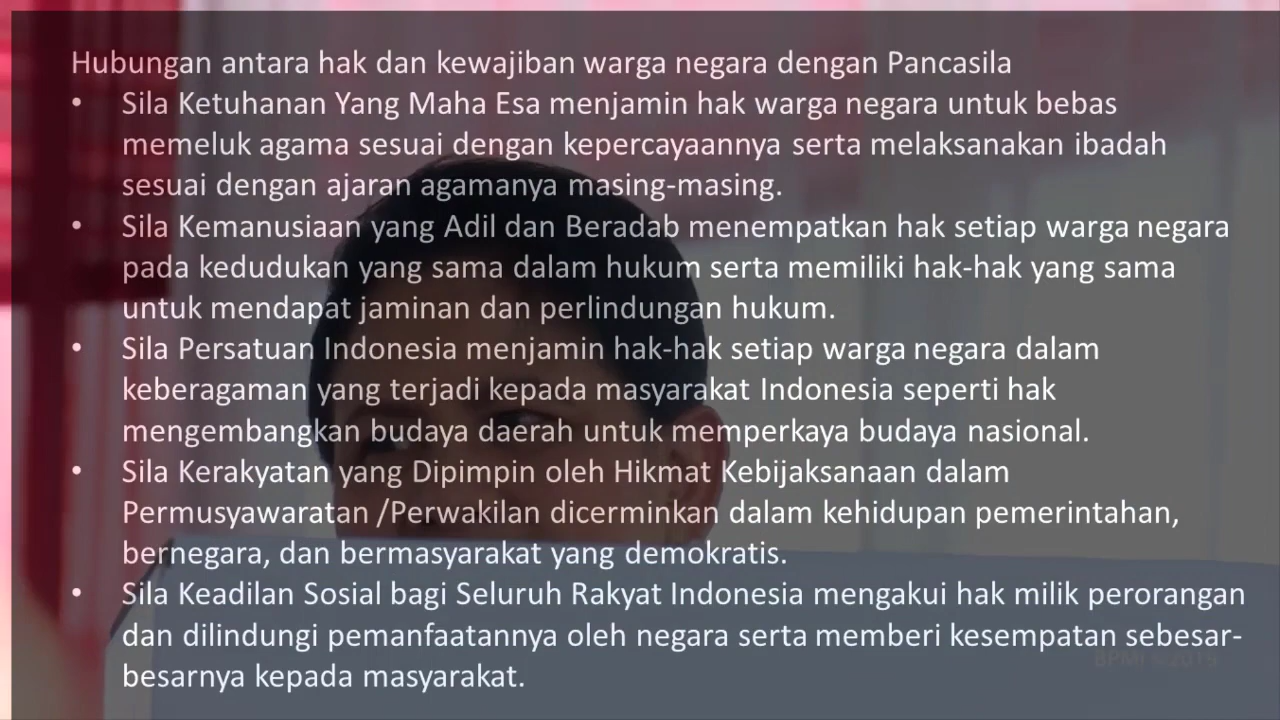 Hubungan antara hak dan kewajiban warga negara dengan Pancasila
• Sila Ketuhanan Yang Maha Esa menjamin hak warga negara untuk bebas
memeluk agama sesuai dengan kepercayaannya serta melaksanakan ibadah
sesuai dengan ajaran agamanya masing-masing.
• Sila Kemanusiaan yang Adil dan Beradab menempatkan hak setiap warga negara
pada kedudukan yang sama dalam hukum serta memiliki hak-hak yang sama
untuk mendapat jaminan dan perlindungan hukum.
• Sila Persatuan Indonesia menjamin hak-hak setiap warga negara dalam
keberagaman yang terjadi kepada masyarakat Indonesia seperti hak
mengembangkan budaya daerah untuk memperkaya budaya nasional.
• Sila Kerakyatan yang Dipimpin oleh Hikmat Kebijaksanaan dalam
Permusyawaratan /Perwakilan dicerminkan dalam kehidupan pemerintahan,
bernegara, dan bermasyarakat yang demokratis.
• Sila Keadilan Sosial bagi Seluruh Rakyat Indonesia mengakui hak milik perorangan
dan dilindungi pemanfaatannya oleh negara serta memberi kesempatan sebesar-
besarnya kepada masyarakat.